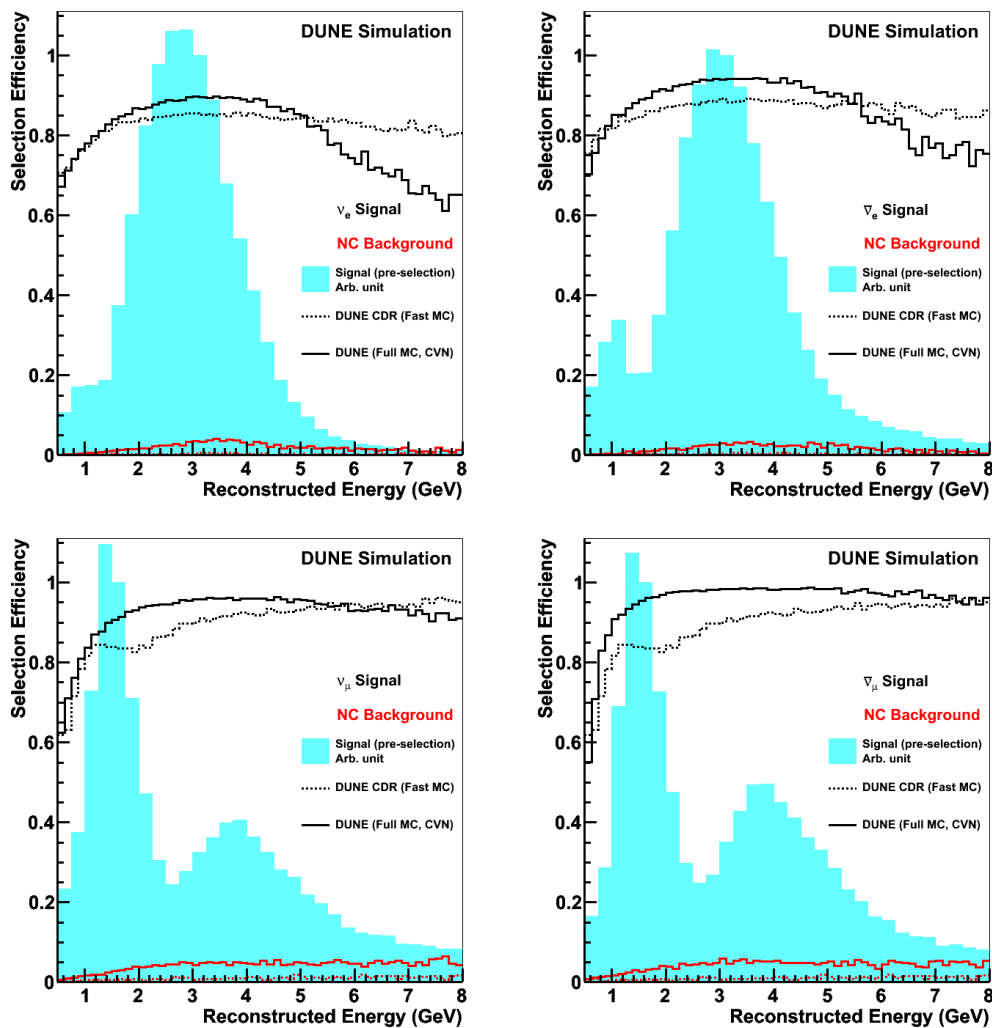 DUNE Simulation
Selection Efficiency
1
0.8
0.6
0.4
0.2
0
νe Signal
NC Background
Signal (pre-selection)
Arb. unit
DUNE CDR (Fast MC)
DUNE (Full MC, CVN)
1 2 3 4 5 6 7 8
Reconstructed Energy (GeV)
DUNE Simulation
Selection Efficiency
1
0.8
0.6
0.4
0.2
0
ν̅e Signal
NC Background
Signal (pre-selection)
Arb. unit
DUNE CDR (Fast MC)
DUNE (Full MC, CVN)
1 2 3 4 5 6 7 8
Reconstructed Energy (GeV)
DUNE Simulation
Selection Efficiency
1
0.8
0.6
0.4
0.2
0
νμ Signal
NC Background
Signal (pre-selection)
Arb. unit
DUNE CDR (Fast MC)
DUNE (Full MC, CVN)
1 2 3 4 5 6 7 8
Reconstructed Energy (GeV)
DUNE Simulation
Selection Efficiency
1
0.8
0.6
0.4
0.2
0
ν̅μ Signal
NC Background
Signal (pre-selection)
Arb. unit
DUNE CDR (Fast MC)
DUNE (Full MC, CVN)
1 2 3 4 5 6 7 8
Reconstructed Energy (GeV)